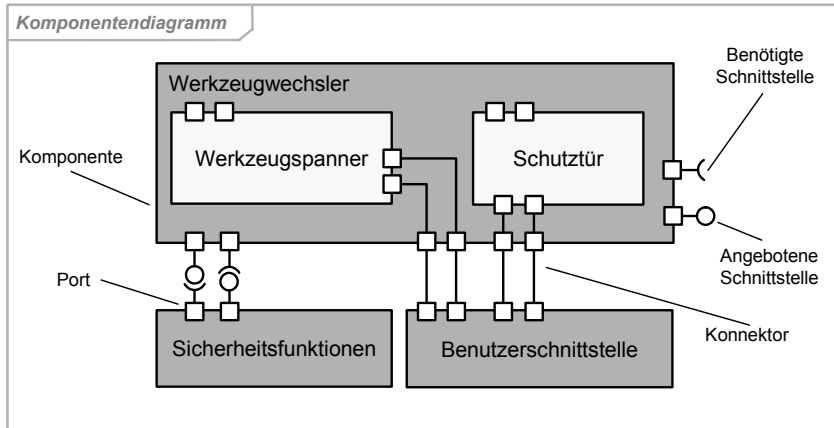 Komponentendiagramm
Benötigte
Schnittstelle
Werkzeugwechsler
Komponente
Werkzeugspanner
Schutztür
Angebotene
Schnittstelle
Port
Konnektor
Sicherheitsfunktionen
Benutzerschnittstelle